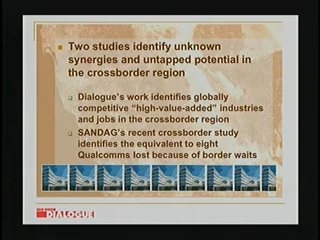 Two studies identify unknown
synergies and untapped potential in
the crossborder region
Dialogue's work identifies globally
competitive "high-value-added" industries
and jobs in the crossborder region
SANDAG's recent crossborder study
identifies the equivalent to eight
Qualcomms lost because of border waits
SAN DIEGO
DIALOGUE